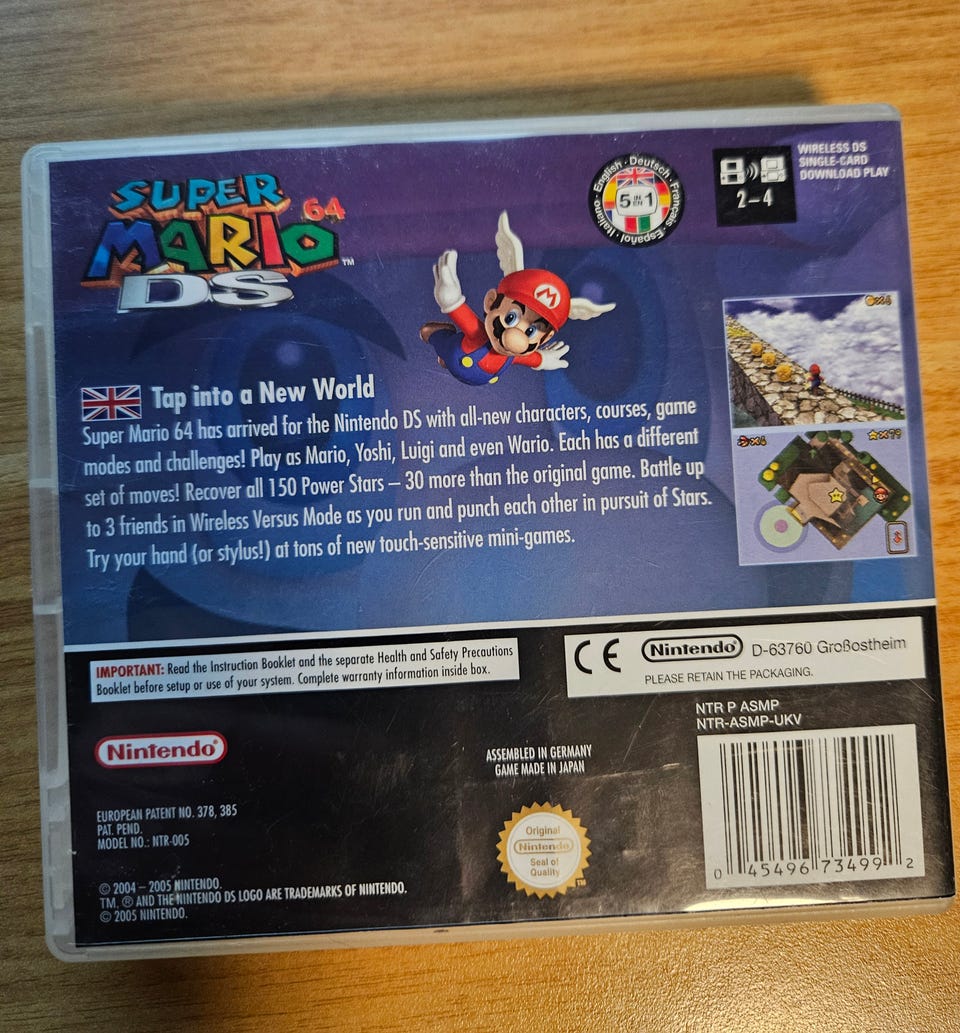 SUPER
MARIO 64
DS ™
English · Deutsch · Français · Español · Italiano ·
5 IN EN 1
2-4
WIRELESS DS
SINGLE-CARD
DOWNLOAD PLAY
M
Tap into a New World
Super Mario 64 has arrived for the Nintendo DS with all-new characters, courses, game
modes and challenges! Play as Mario, Yoshi, Luigi and even Wario. Each has a different
set of moves! Recover all 150 Power Stars – 30 more than the original game. Battle up
to 3 friends in Wireless Versus Mode as you run and punch each other in pursuit of Stars.
Try your hand (or stylus!) at tons of new touch-sensitive mini-games.
IMPORTANT: Read the Instruction Booklet and the separate Health and Safety Precautions
Booklet before setup or use of your system. Complete warranty information inside box.
CE Nintendo® D-63760 Großostheim
PLEASE RETAIN THE PACKAGING.
NTR P ASMP
NTR-ASMP-UKV
Nintendo®
ASSEMBLED IN GERMANY
GAME MADE IN JAPAN
EUROPEAN PATENT NO. 378, 385
PAT. PEND.
MODEL NO.: NTR-005
Original
Nintendo
Seal of
Quality
™
0 45496 73499 2
© 2004 – 2005 NINTENDO.
TM, ® AND THE NINTENDO DS LOGO ARE TRADEMARKS OF NINTENDO.
© 2005 NINTENDO.